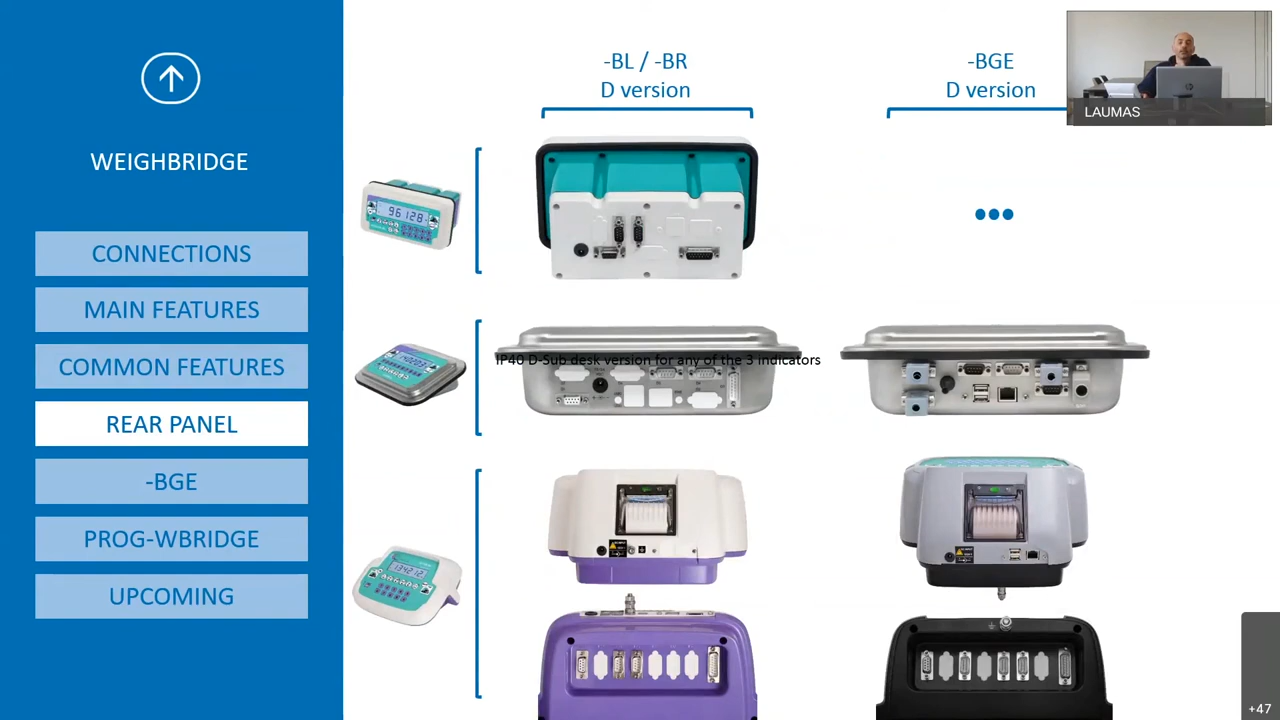 WEIGHBRIDGE
CONNECTIONS
MAIN FEATURES
COMMON FEATURES
REAR PANEL
-BGE
PROG-WBRIDGE
UPCOMING
-BL / -BR
D version
-BGE
D version
LAUMAS
96128
IP40 D-Sub desk version for any of the 3 indicators
+47